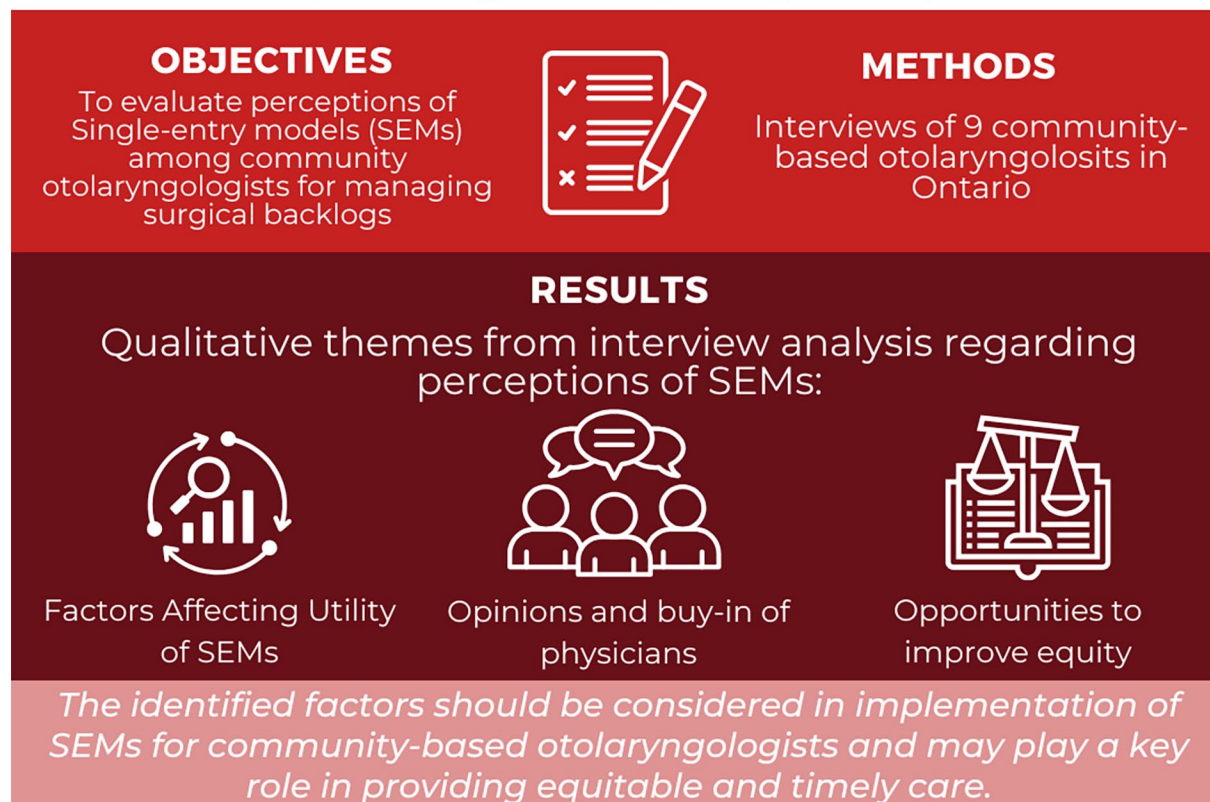 OBJECTIVES
To evaluate perceptions of
Single-entry models (SEMs)
among community
otolaryngologists for managing
surgical backlogs
METHODS
Interviews of 9 community-
based otolaryngolosits in
Ontario
RESULTS
Qualitative themes from interview analysis regarding
perceptions of SEMs:
Factors Affecting Utility
of SEMs
Opinions and buy-in of
physicians
Opportunities to
improve equity
The identified factors should be considered in implementation of
SEMs for community-based otolaryngologists and may play a key
role in providing equitable and timely care.